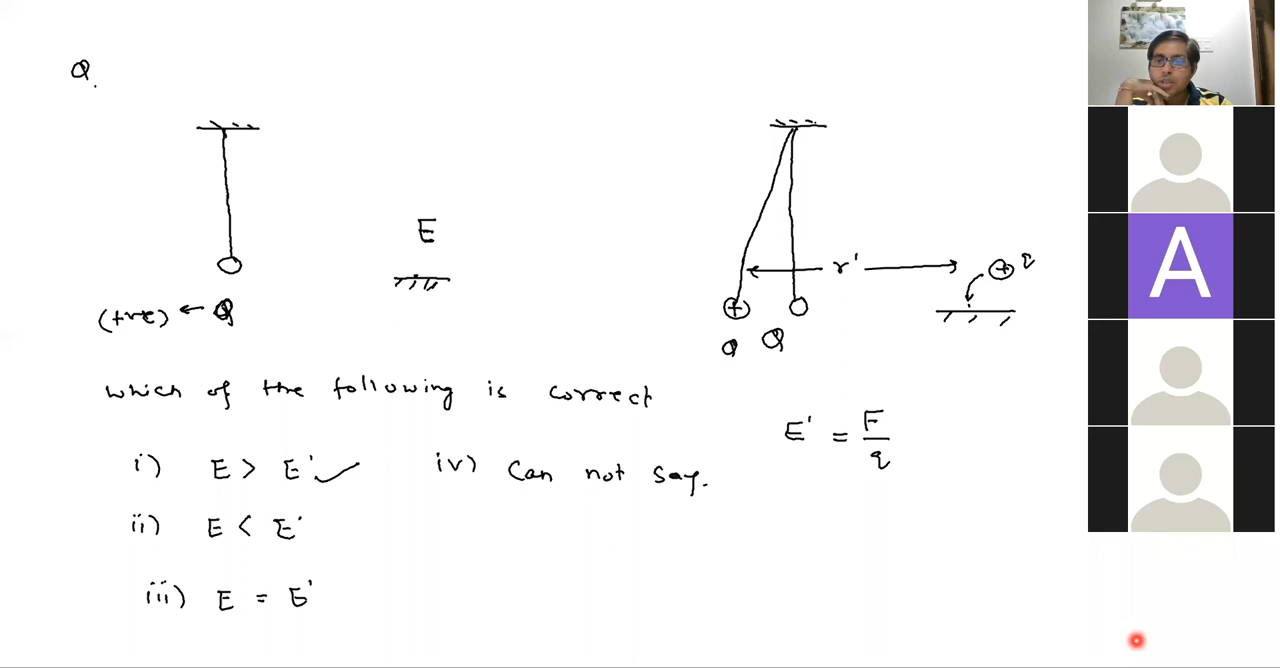 Q.
E
(+ve) ← Q
r'
+ q
+
Q Q
which of the following is correct
E' = F/q
i) E > E' ✓
iv) Can not say.
ii) E < E'
iii) E = E'
A